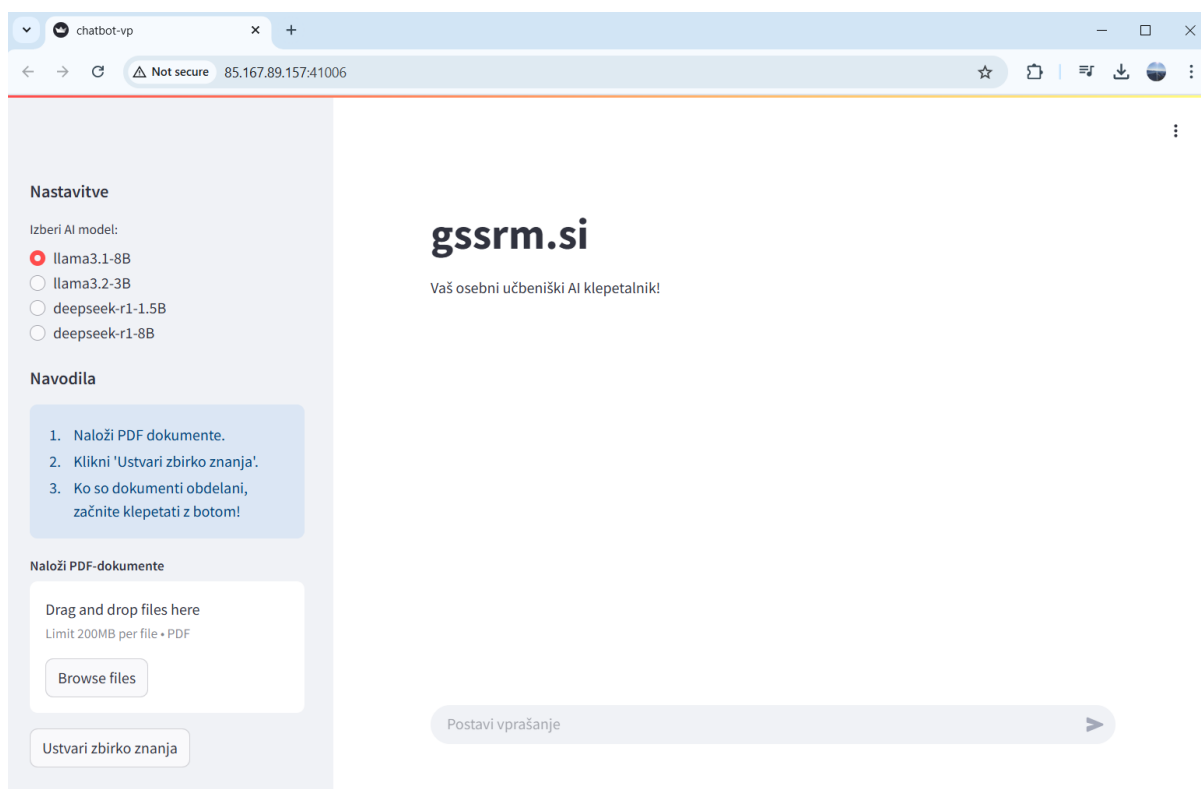 chatbot-vp
Not secure 85.167.89.157:41006
Nastavitve
Izberi AI model:
llama3.1-8B
llama3.2-3B
deepseek-r1-1.5B
deepseek-r1-8B
Navodila
1. Naloži PDF dokumente.
2. Klikni 'Ustvari zbirko znanja'.
3. Ko so dokumenti obdelani,
začnite klepetati z botom!
Naloži PDF-dokumente
Drag and drop files here
Limit 200MB per file • PDF
Browse files
Ustvari zbirko znanja
gssrm.si
Vaš osebni učbeniški AI klepetalnik!
Postavi vprašanje